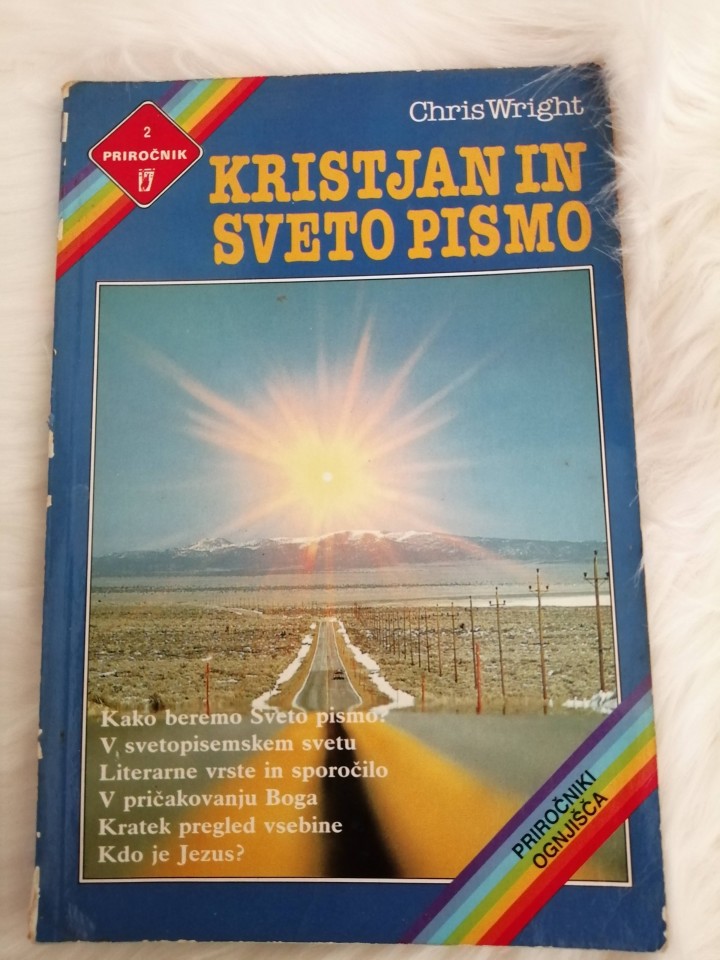 Chris Wright
2
PRIROČNIK
KRISTJAN IN
SVETO PISMO
Kako beremo Sveto pismo?
V svetopisemskem svetu
Literarne vrste in sporočilo
V pričakovanju Boga
Kratek pregled vsebine
Kdo je Jezus?
PRIROČNIKI
OGNJIŠČA